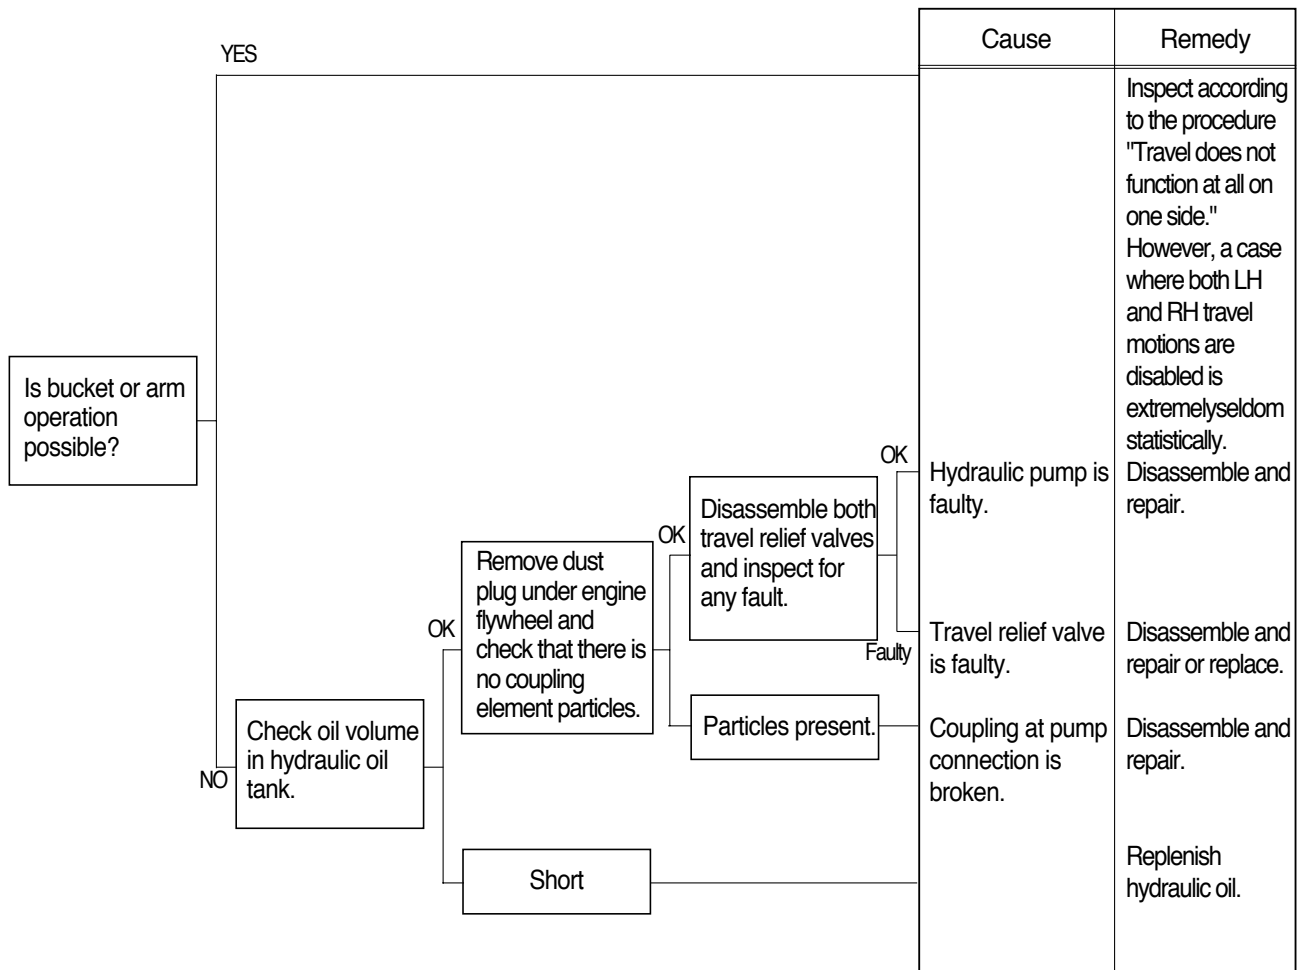 Cause
Remedy
YES
Inspect according
to the procedure
"Travel does not
function at all on
one side."
However, a case
where both LH
and RH travel
motions are
disabled is
extremelyseldom
statistically.
Is bucket or arm
operation
possible?
NO
Check oil volume
in hydraulic oil
tank.
OK
Remove dust
plug under engine
flywheel and
check that there is
no coupling
element particles.
OK
Disassemble both
travel relief valves
and inspect for
any fault.
OK
Hydraulic pump is
faulty.
Disassemble and
repair.
Faulty
Travel relief valve
is faulty.
Disassemble and
repair or replace.
Particles present.
Coupling at pump
connection is
broken.
Disassemble and
repair.
Short
Replenish
hydraulic oil.